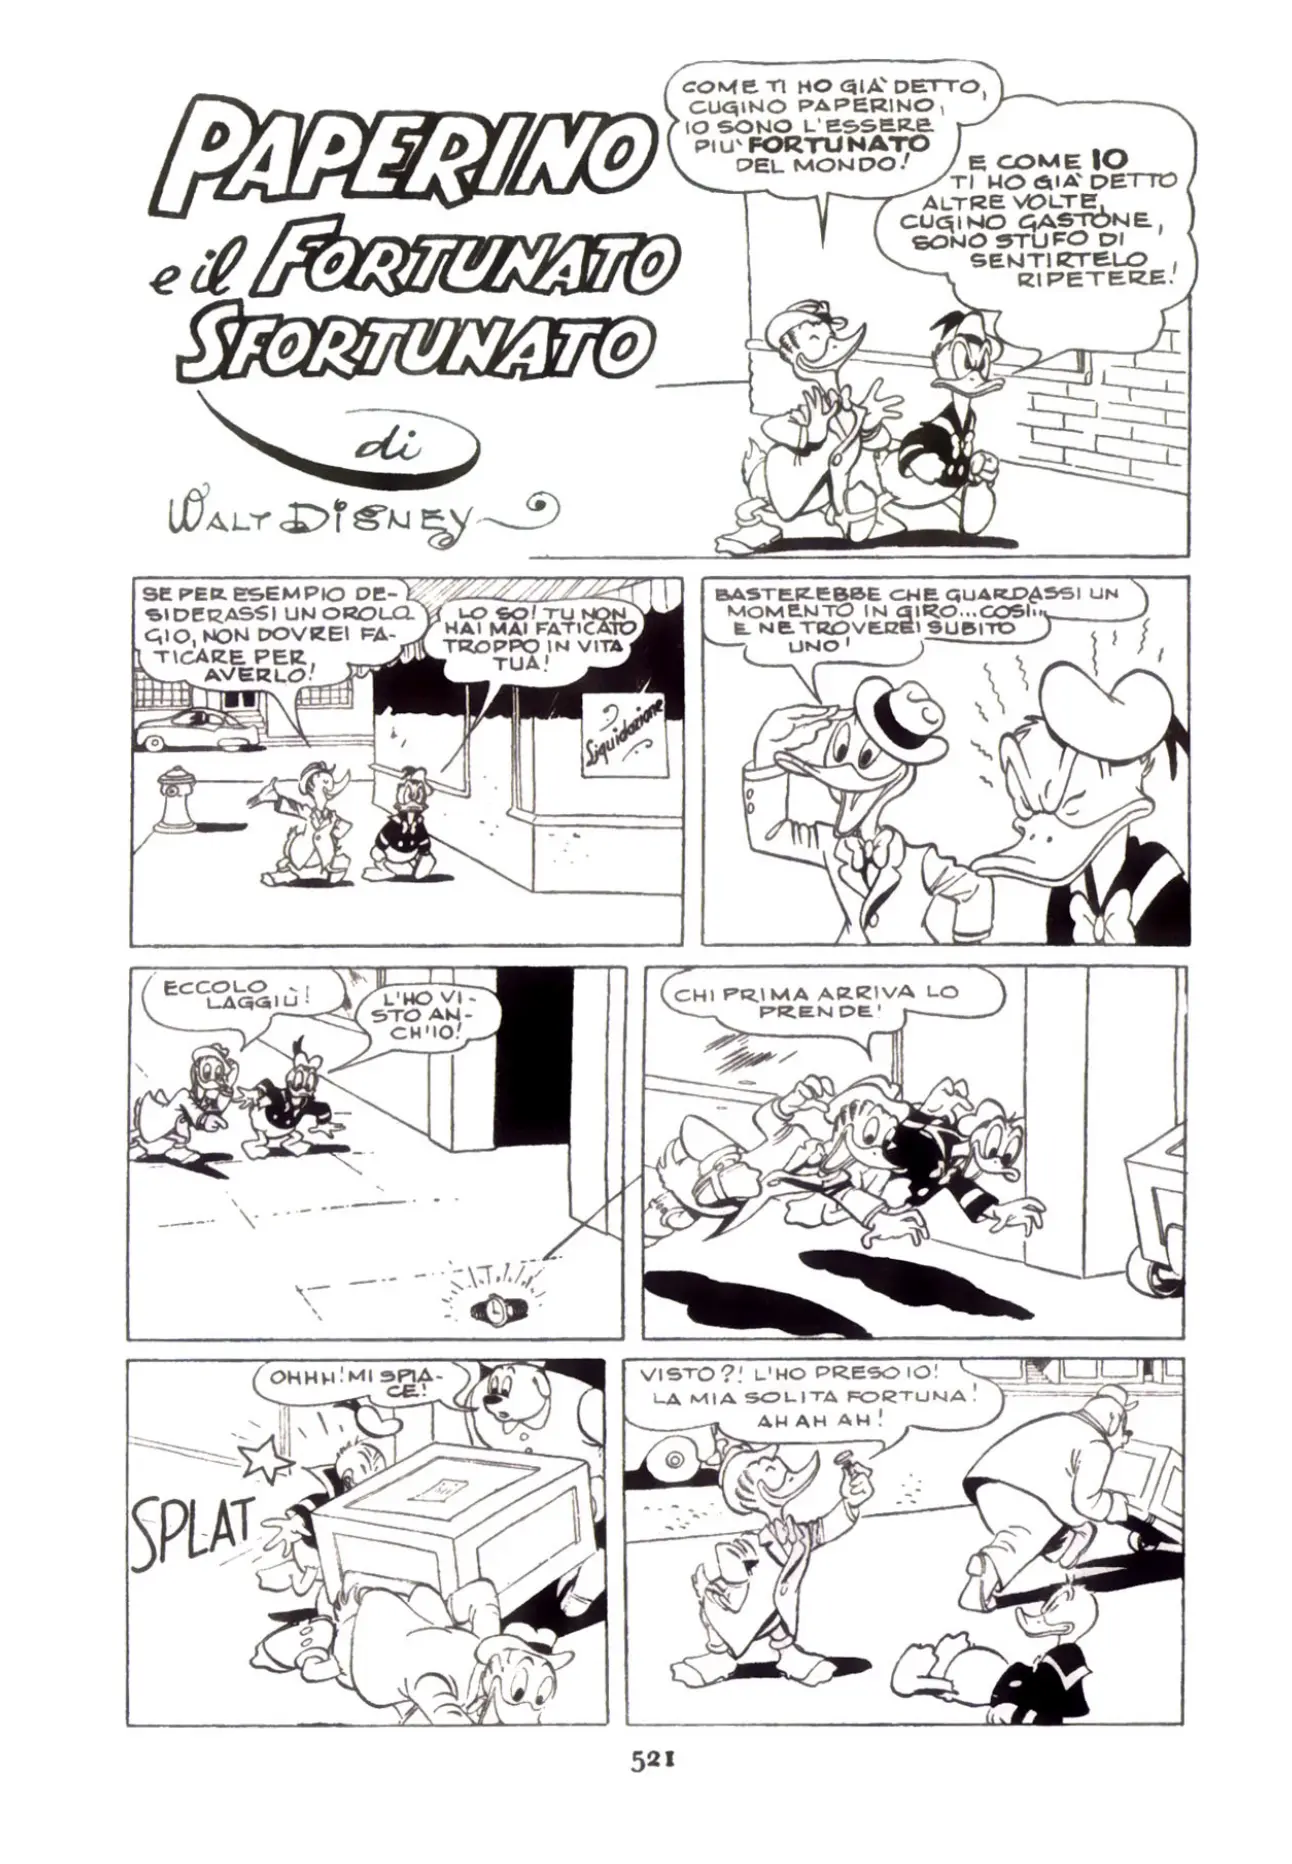 PAPERINO
e il FORTUNATO
SFORTUNATO
di
WALT DISNEY
COME TI HO GIA' DETTO,
CUGINO PAPERINO,
IO SONO L'ESSERE
PIU' FORTUNATO
DEL MONDO!
E COME IO
TI HO GIA' DETTO
ALTRE VOLTE,
CUGINO GASTONE,
SONO STUFO DI
SENTIRTELO
RIPETERE!
SE PER ESEMPIO DE-
SIDERASSI UN OROLO-
GIO, NON DOVREI FA-
TICARE PER
AVERLO!
LO SO! TU NON
HAI MAI FATICATO
TROPPO IN VITA
TUA!
Liquidazione
BASTEREBBE CHE GUARDASSI UN
MOMENTO IN GIRO... COSI...
E NE TROVEREI SUBITO
UNO!
ECCOLO
LAGGIÙ!
L'HO VI-
STO AN-
CH'IO!
CHI PRIMA ARRIVA LO
PRENDE!
OHHH! MI SPIA-
CE!
SPLAT
VISTO?! L'HO PRESO IO!
LA MIA SOLITA FORTUNA!
AH AH AH!
521